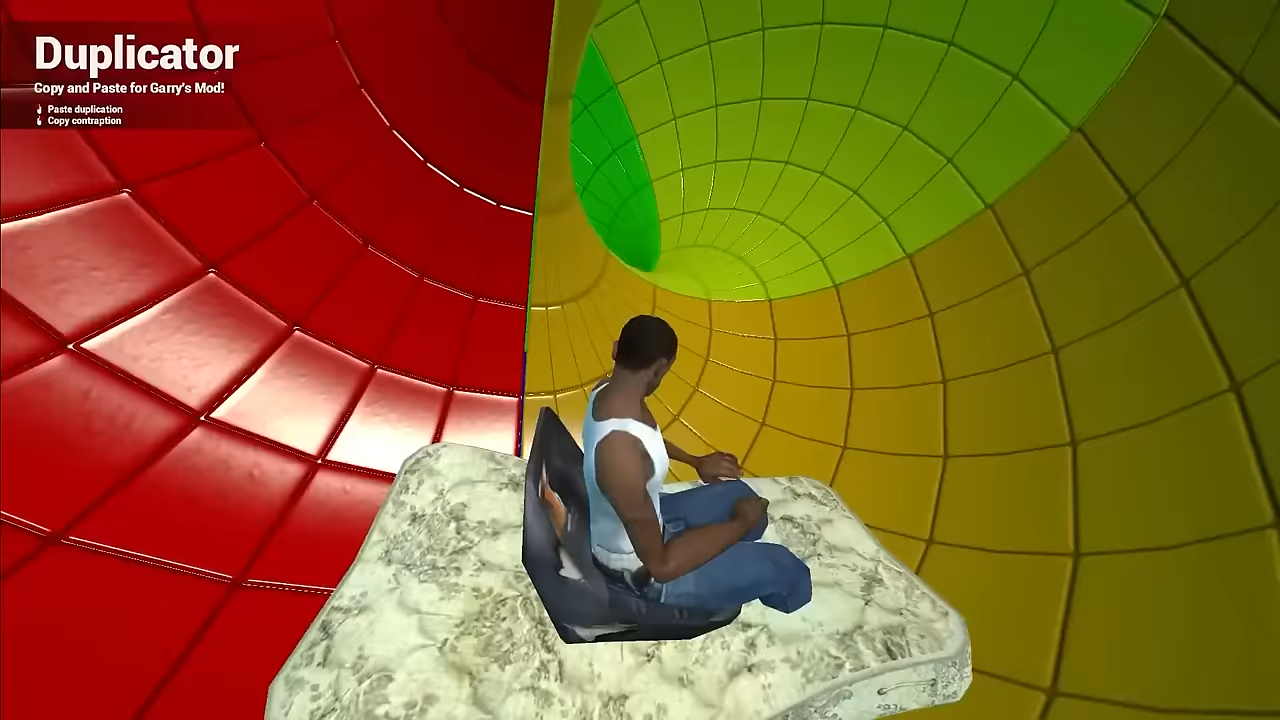 Duplicator
Copy and Paste for Garry's Mod!
Paste duplication
Copy contraption